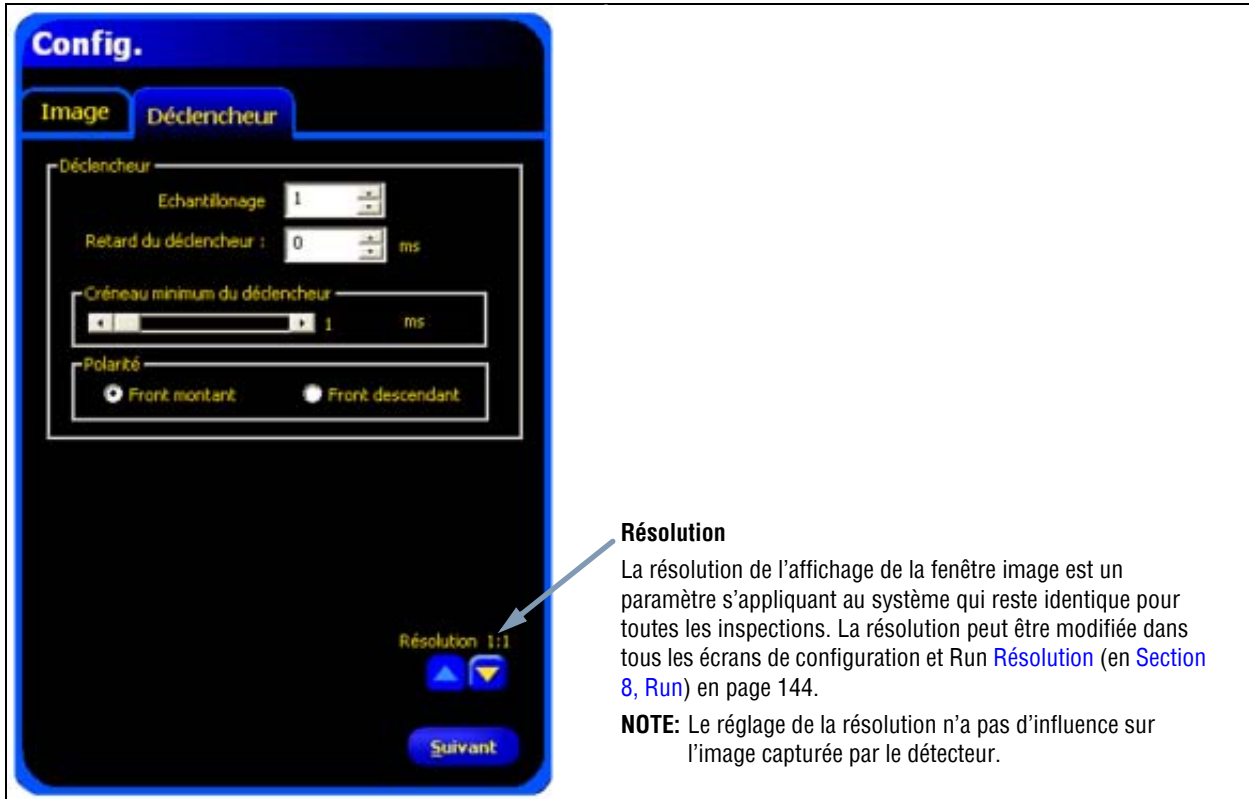 Config.
Image
Déclencheur
Déclencheur
Echantillonage
1
Retard du déclencheur :
0
ms
Créneau minimum du déclencheur
1
ms
Polarité
Front montant
Front descendant
Résolution 1:1
Suivant
Résolution
La résolution de l'affichage de la fenêtre image est un
paramètre s'appliquant au système qui reste identique pour
toutes les inspections. La résolution peut être modifiée dans
tous les écrans de configuration et Run Résolution (en Section
8, Run) en page 144.
NOTE: Le réglage de la résolution n'a pas d'influence sur
l'image capturée par le détecteur.